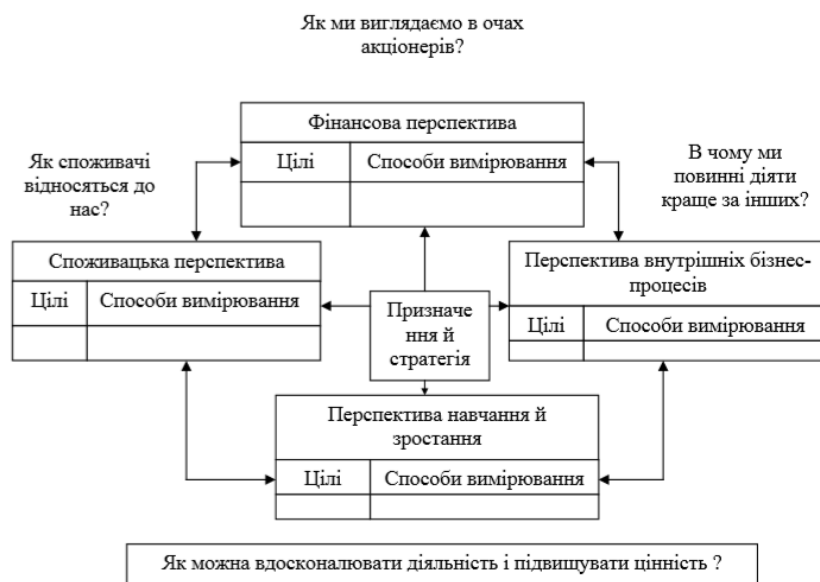 Як ми виглядаємо в очах
акціонерів?
Фінансова перспектива
Цілі Способи вимірювання
Як споживачі
відносяться до
нас?
В чому ми
повинні діяти
краще за інших?
Споживацька перспектива
Цілі Способи вимірювання
Призначе
ння й
стратегія
Перспектива внутрішніх бізнес-
процесів
Цілі Способи вимірювання
Перспектива навчання й
зростання
Цілі Способи вимірювання
Як можна вдосконалювати діяльність і підвищувати цінність ?